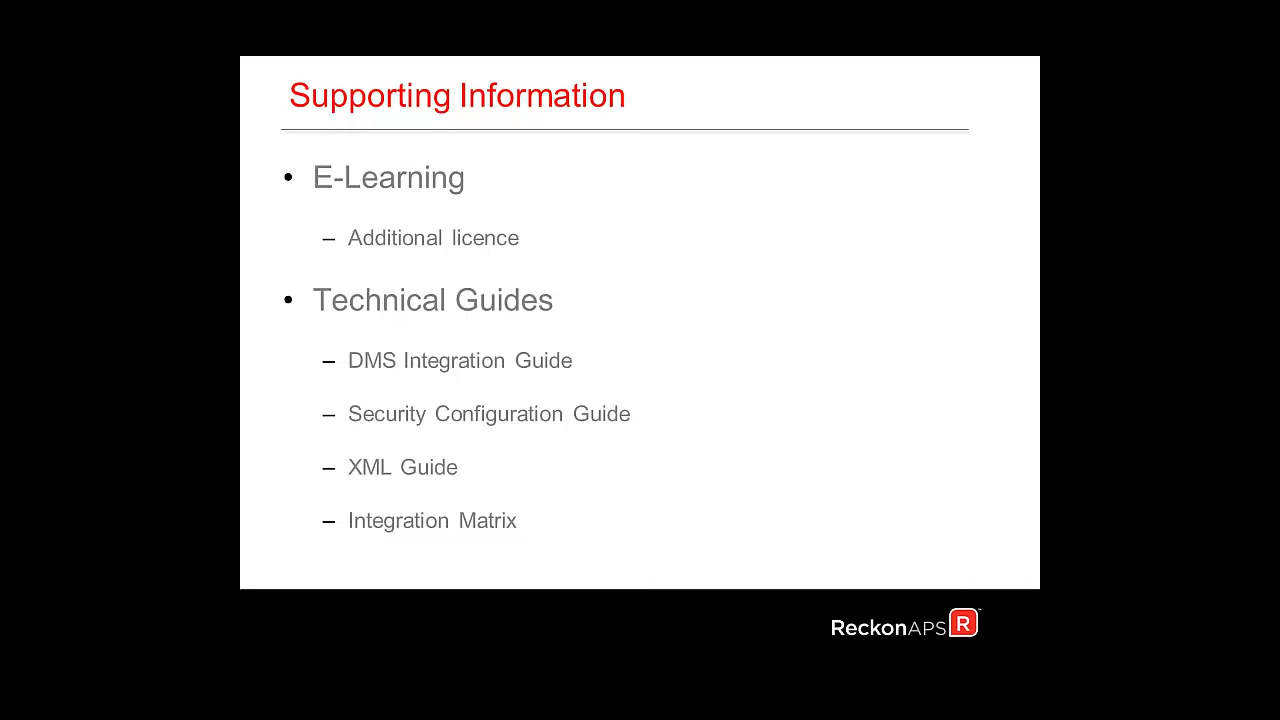 Supporting Information
• E-Learning
– Additional licence
• Technical Guides
– DMS Integration Guide
– Security Configuration Guide
– XML Guide
– Integration Matrix
ReckonAPS R